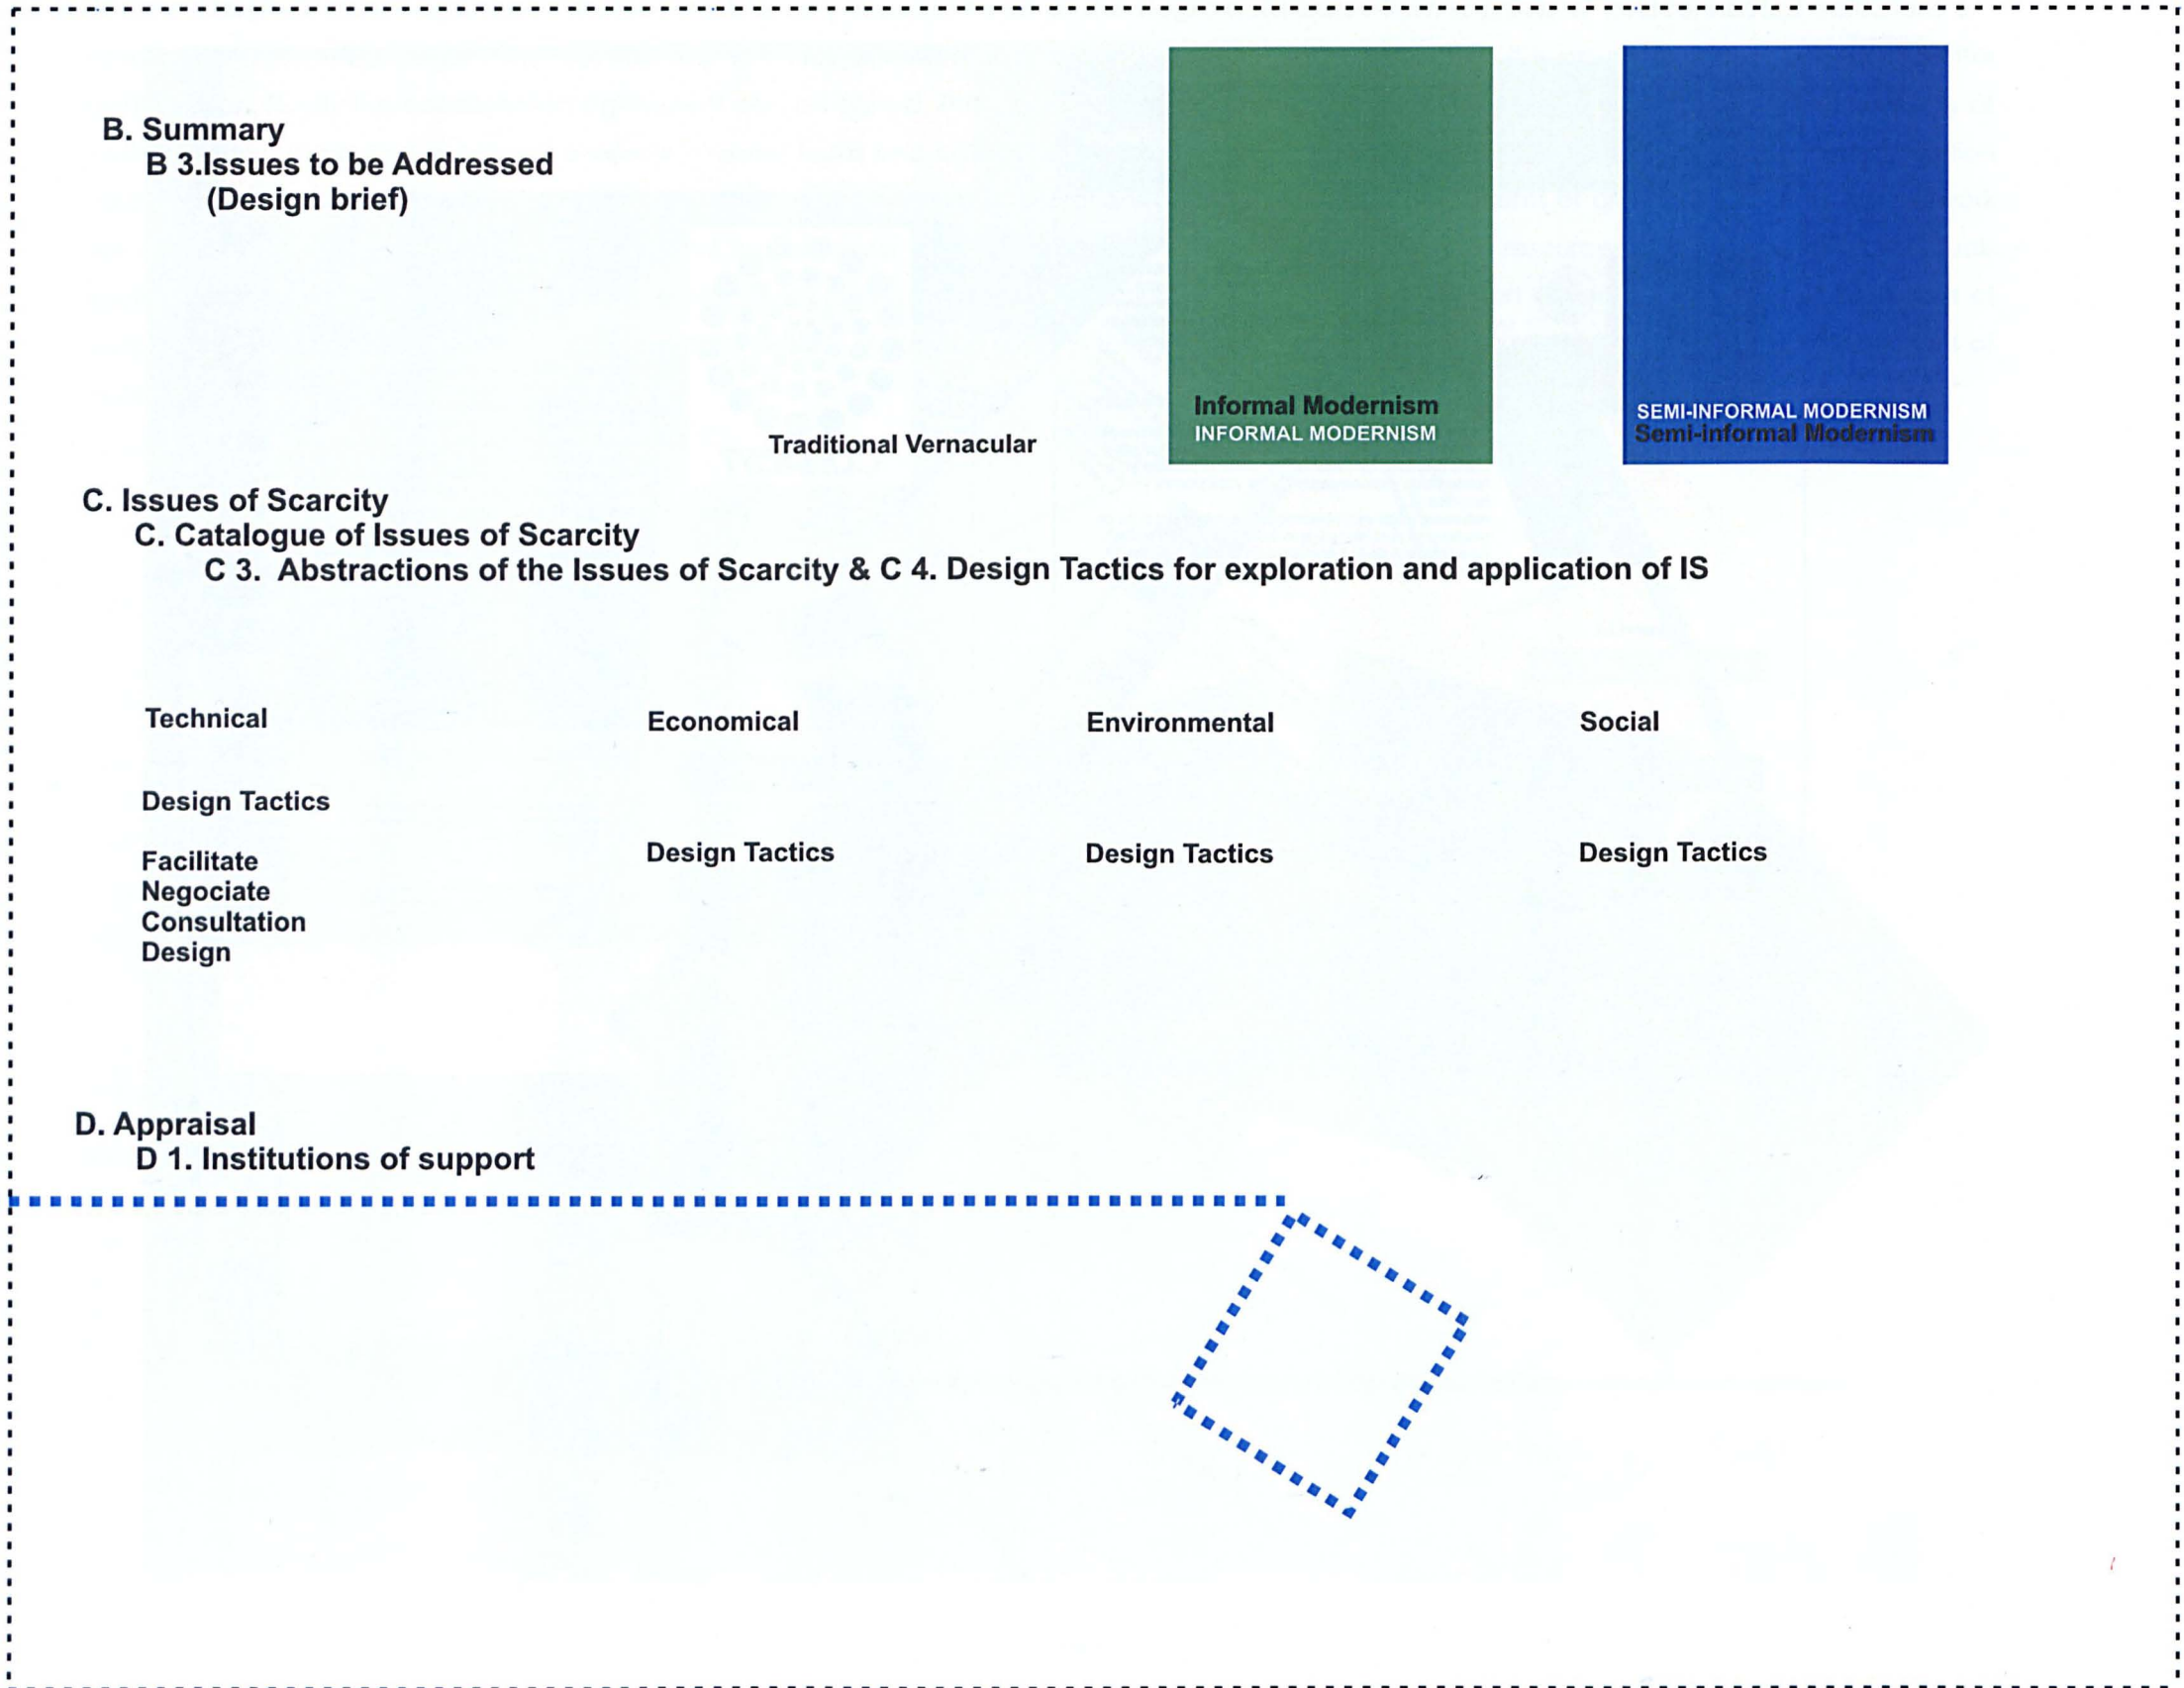 B. Summary
B 3.Issues to be Addressed
(Design brief)
Traditional Vernacular
Informal Modernism
INFORMAL MODERNISM
SEMI-INFORMAL MODERNISM
Semi-informal Modernism
C. Issues of Scarcity
C. Catalogue of Issues of Scarcity
C 3.  Abstractions of the Issues of Scarcity & C 4. Design Tactics for exploration and application of IS
Technical
Economical
Environmental
Social
Design Tactics
Facilitate
Negociate
Consultation
Design
Design Tactics
Design Tactics
Design Tactics
D. Appraisal
D 1. Institutions of support